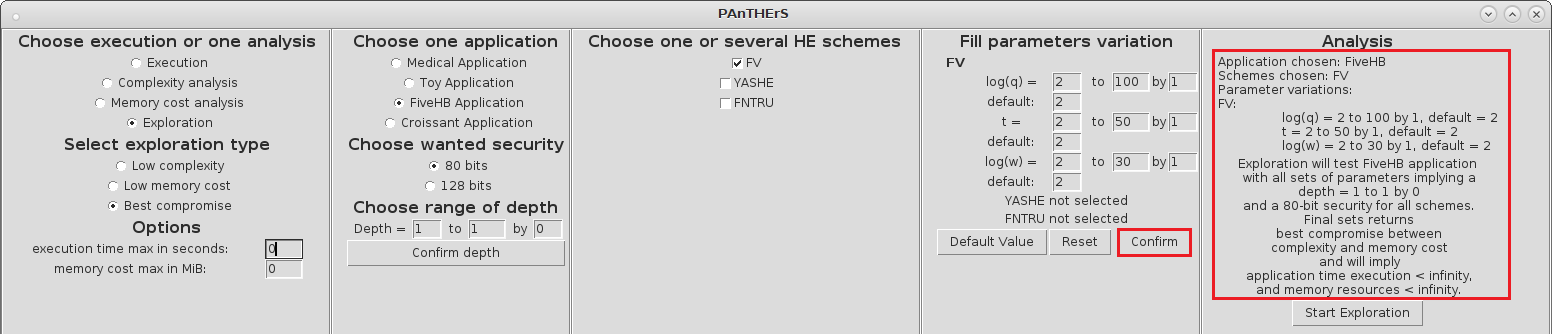 PAnTHErS
Choose execution or one analysis
Execution
Complexity analysis
Memory cost analysis
Exploration
Select exploration type
Low complexity
Low memory cost
Best compromise
Options
execution time max in seconds: 0
memory cost max in MiB: 0
Choose one application
Medical Application
Toy Application
FiveHB Application
Croissant Application
Choose wanted security
80 bits
128 bits
Choose range of depth
Depth = 1 to 1 by 0
Confirm depth
Choose one or several HE schemes
FV
YASHE
FNTRU
Fill parameters variation
FV
log(q) = 2 to 100 by 1
default: 2
t = 2 to 50 by 1
default: 2
log(w) = 2 to 30 by 1
default: 2
YASHE not selected
FNTRU not selected
Default Value Reset Confirm
Analysis
Application chosen: FiveHB
Schemes chosen: FV
Parameter variations:
FV:
log(q) = 2 to 100 by 1, default = 2
t = 2 to 50 by 1, default = 2
log(w) = 2 to 30 by 1, default = 2
Exploration will test FiveHB application
with all sets of parameters implying a
depth = 1 to 1 by 0
and a 80-bit security for all schemes.
Final sets returns
best compromise between
complexity and memory cost
and will imply
application time execution < infinity,
and memory resources < infinity.
Start Exploration